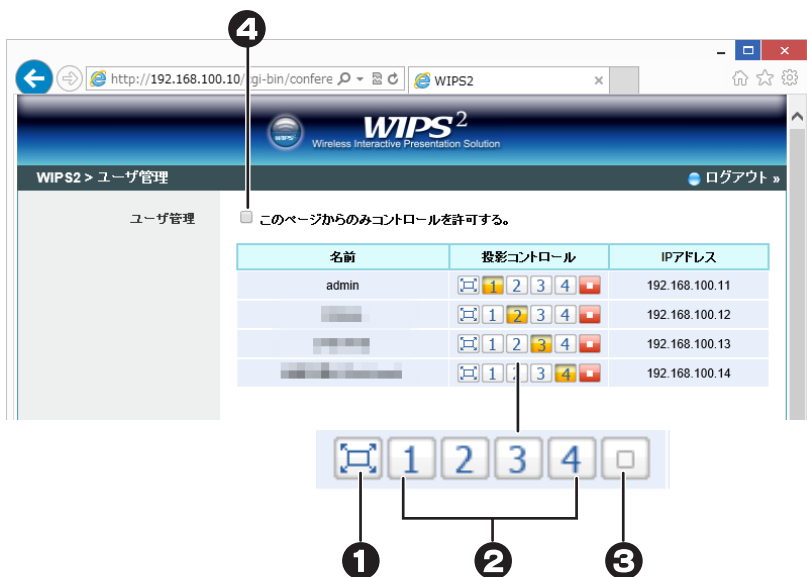 4
http://192.168.100.10/cgi-bin/confere
WIPS2
WIPS
WIPS2
Wireless Interactive Presentation Solution
WIPS2 > ユーザ管理
ログアウト »
ユーザ管理
このページからのみコントロールを許可する。
名前 投影コントロール IPアドレス
admin 1 2 3 4 192.168.100.11
1 2 3 4 192.168.100.12
1 2 3 4 192.168.100.13
1 2 3 4 192.168.100.14
1 2 3 4
1 2 3